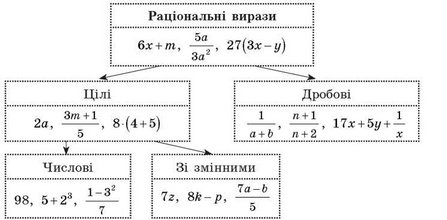 Раціональні вирази
6x + m, 5a/3a², 27(3x − y)
Цілі
2a, (3m + 1)/5, 8·(4 + 5)
Дробові
1/(a + b), (n + 1)/(n + 2), 17x + 5y + 1/x
Числові
98, 5 + 2³, (1 − 3²)/7
Зі змінними
7z, 8k − p, (7a − b)/5